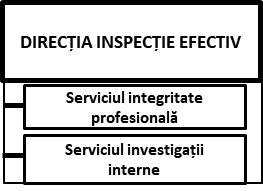 DIRECȚIA INSPECȚIE EFECTIV
Serviciul integritate
profesională
Serviciul investigații
interne